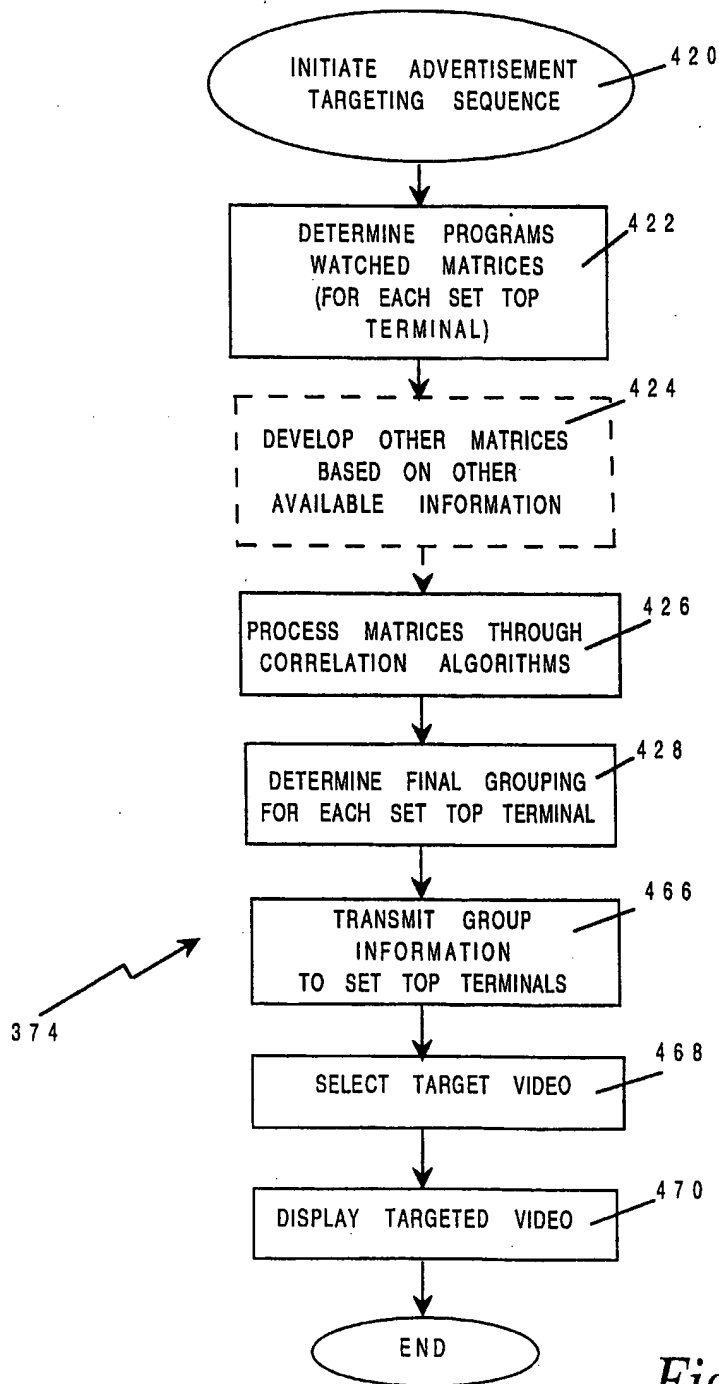 INITIATE ADVERTISEMENT
TARGETING SEQUENCE
420
DETERMINE PROGRAMS
WATCHED MATRICES
(FOR EACH SET TOP
TERMINAL)
422
DEVELOP OTHER MATRICES
BASED ON OTHER
AVAILABLE INFORMATION
424
PROCESS MATRICES THROUGH
CORRELATION ALGORITHMS
426
DETERMINE FINAL GROUPING
FOR EACH SET TOP TERMINAL
428
TRANSMIT GROUP
INFORMATION
TO SET TOP TERMINALS
466
374
SELECT TARGET VIDEO
468
DISPLAY TARGETED VIDEO
470
END